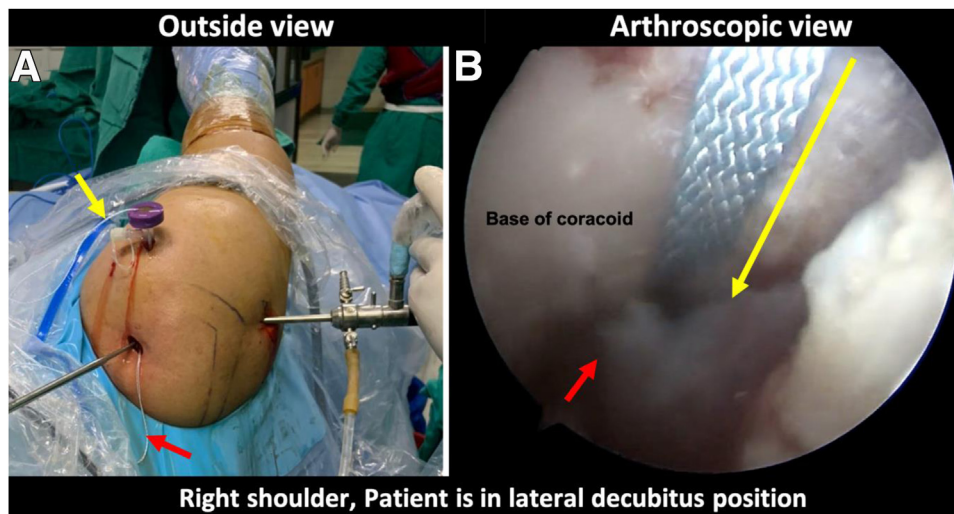 Outside view
Arthroscopic view
A
B
Base of coracoid
Right shoulder, Patient is in lateral decubitus position